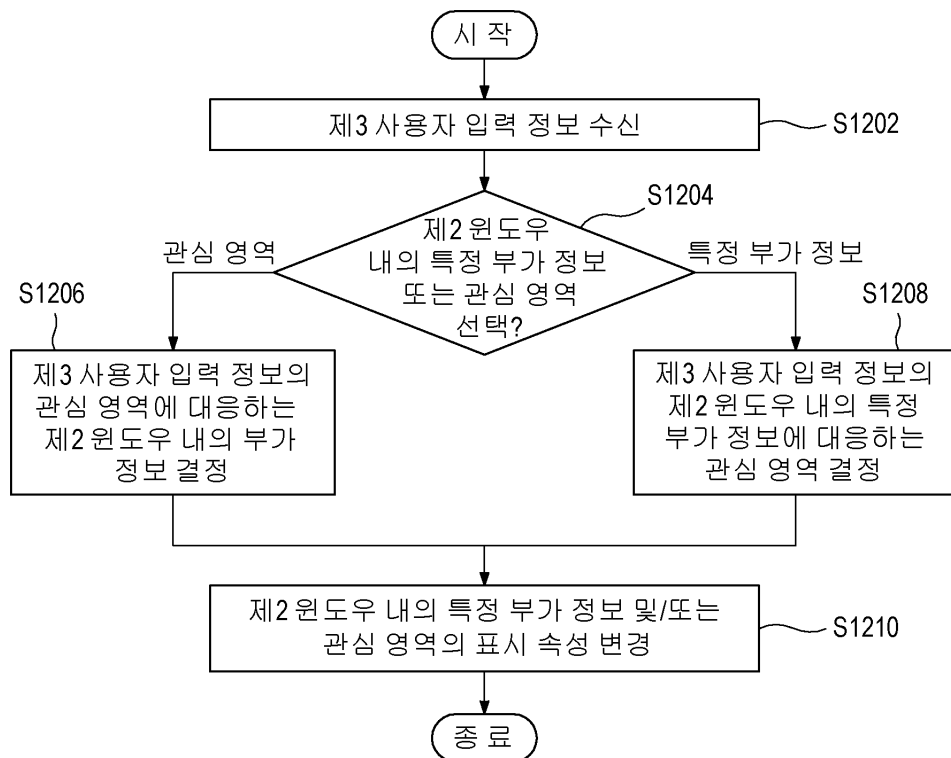 시 작
제3 사용자 입력 정보 수신
S1202
S1204
제2 윈도우
내의 특정 부가 정보
또는 관심 영역
선택?
관심 영역
특정 부가 정보
S1206
제3 사용자 입력 정보의
관심 영역에 대응하는
제2 윈도우 내의 부가
정보 결정
S1208
제3 사용자 입력 정보의
제2 윈도우 내의 특정
부가 정보에 대응하는
관심 영역 결정
제2 윈도우 내의 특정 부가 정보 및/또는
관심 영역의 표시 속성 변경
S1210
종 료